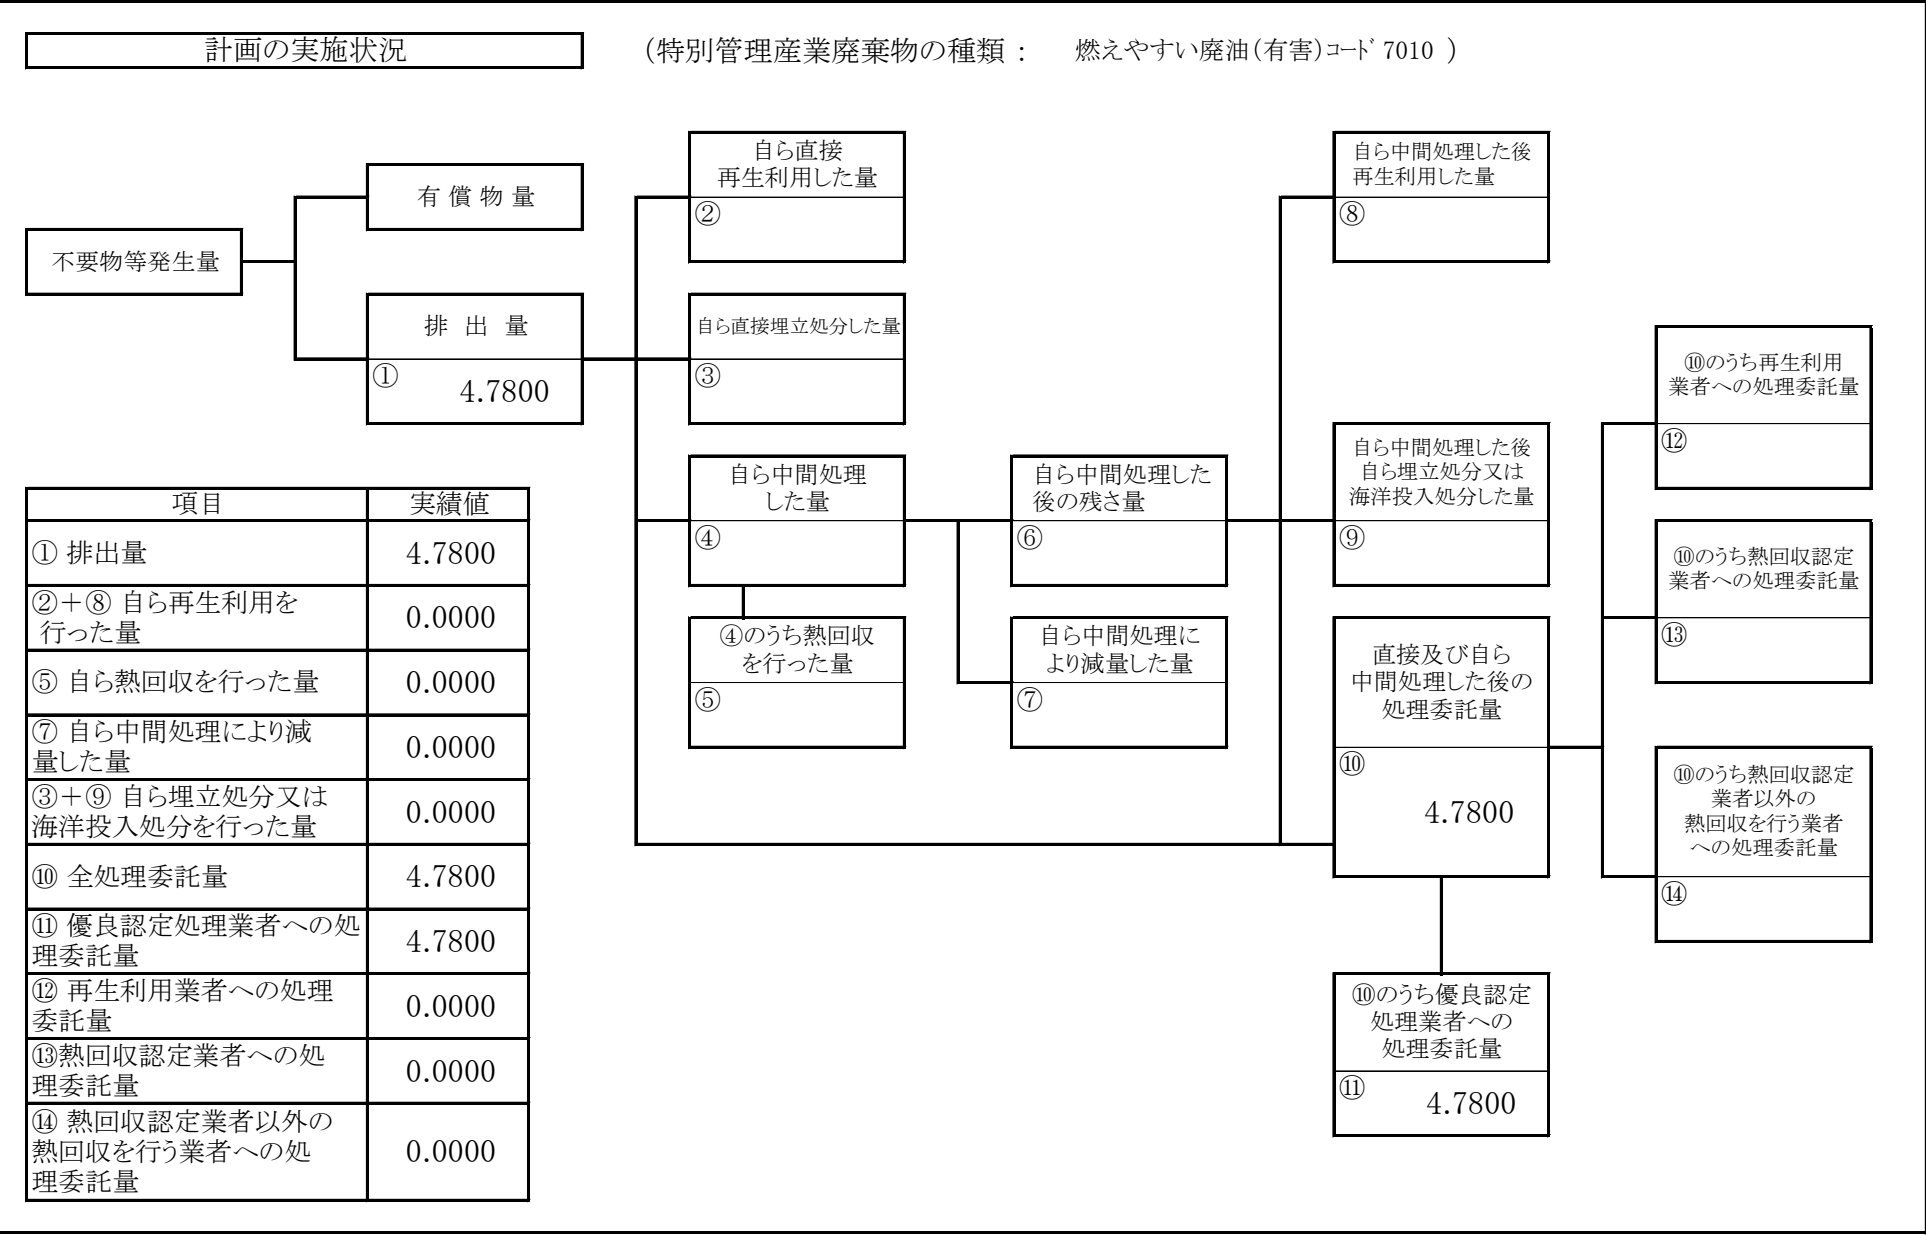 計画の実施状況
(特別管理産業廃棄物の種類： 燃えやすい廃油(有害)ｺｰﾄﾞ 7010 )
自ら直接
再生利用した量
②
自ら中間処理した後
再生利用した量
⑧
有 償 物 量
不要物等発生量
排 出 量
① 4.7800
自ら直接埋立処分した量
③
⑩のうち再生利用
業者への処理委託量
⑫
自ら中間処理
した量
④
自ら中間処理した
後の残さ量
⑥
自ら中間処理した後
自ら埋立処分又は
海洋投入処分した量
⑨
⑩のうち熱回収認定
業者への処理委託量
⑬
④のうち熱回収
を行った量
⑤
自ら中間処理に
より減量した量
⑦
直接及び自ら
中間処理した後の
処理委託量
⑩
4.7800
⑩のうち熱回収認定
業者以外の
熱回収を行う業者
への処理委託量
⑭
⑩のうち優良認定
処理業者への
処理委託量
⑪ 4.7800
項目 実績値
① 排出量 4.7800
②＋⑧ 自ら再生利用を
行った量 0.0000
⑤ 自ら熱回収を行った量 0.0000
⑦ 自ら中間処理により減
量した量 0.0000
③＋⑨ 自ら埋立処分又は
海洋投入処分を行った量 0.0000
⑩ 全処理委託量 4.7800
⑪ 優良認定処理業者への処
理委託量 4.7800
⑫ 再生利用業者への処理
委託量 0.0000
⑬熱回収認定業者への処
理委託量 0.0000
⑭ 熱回収認定業者以外の
熱回収を行う業者への処
理委託量 0.0000